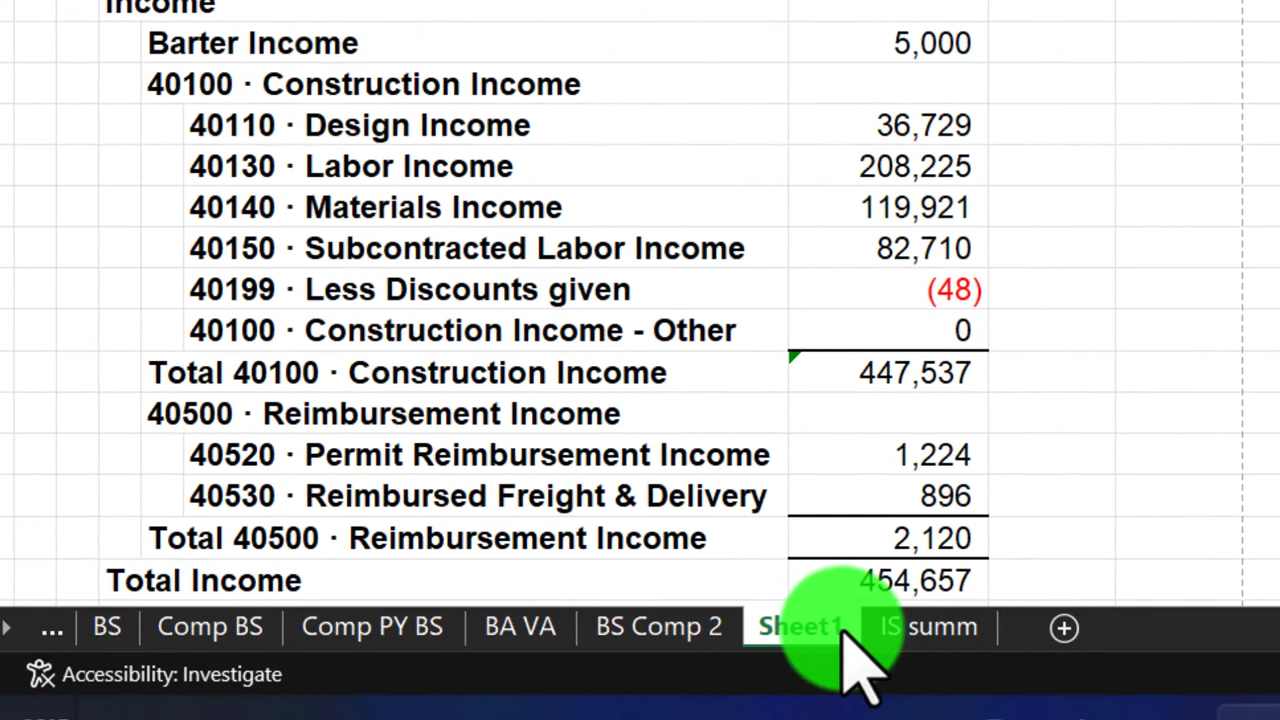 Income
Barter Income 5,000
40100 · Construction Income
40110 · Design Income 36,729
40130 · Labor Income 208,225
40140 · Materials Income 119,921
40150 · Subcontracted Labor Income 82,710
40199 · Less Discounts given (48)
40100 · Construction Income - Other 0
Total 40100 · Construction Income 447,537
40500 · Reimbursement Income
40520 · Permit Reimbursement Income 1,224
40530 · Reimbursed Freight & Delivery 896
Total 40500 · Reimbursement Income 2,120
Total Income 454,657
... BS Comp BS Comp PY BS BA VA BS Comp 2 Sheet1 IS summ
Accessibility: Investigate